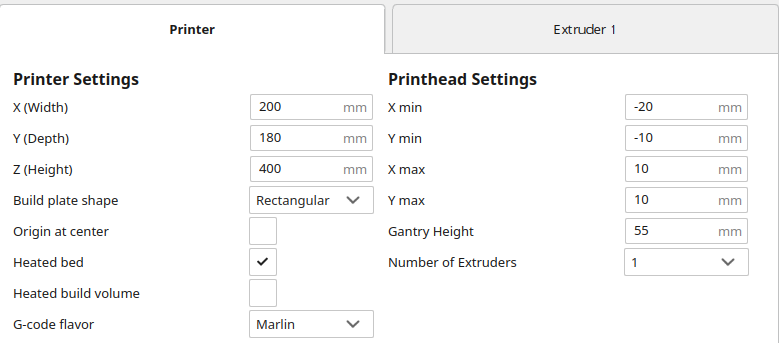 Printer
Extruder 1
Printer Settings
X (Width) 200 mm
Y (Depth) 180 mm
Z (Height) 400 mm
Build plate shape Rectangular
Origin at center
Heated bed
Heated build volume
G-code flavor Marlin
Printhead Settings
X min -20 mm
Y min -10 mm
X max 10 mm
Y max 10 mm
Gantry Height 55 mm
Number of Extruders 1